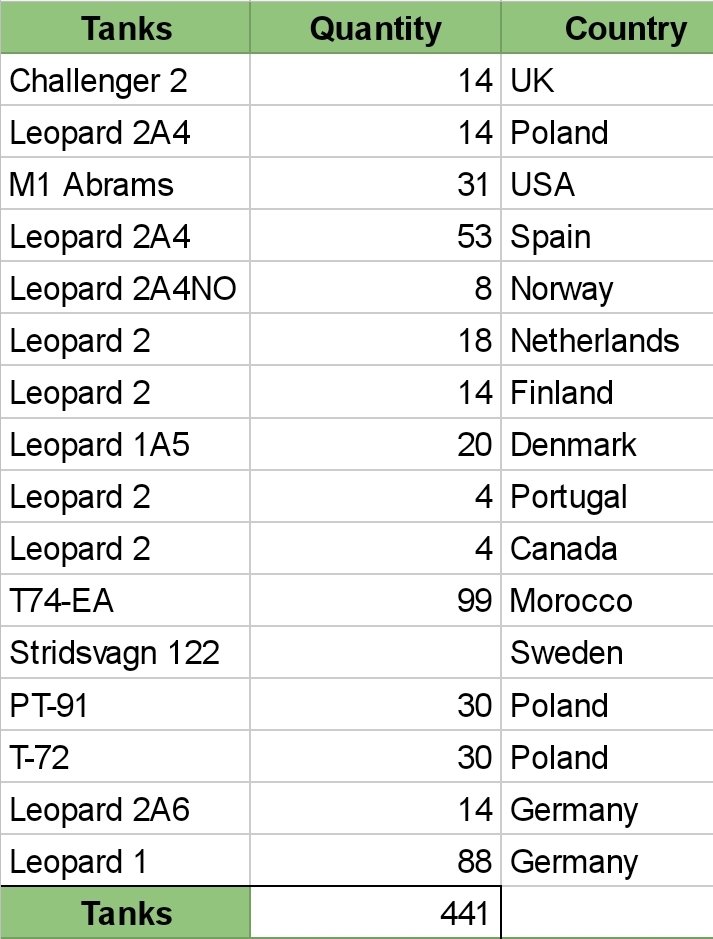 Tanks Quantity Country
Challenger 2 14 UK
Leopard 2A4 14 Poland
M1 Abrams 31 USA
Leopard 2A4 53 Spain
Leopard 2A4NO 8 Norway
Leopard 2 18 Netherlands
Leopard 2 14 Finland
Leopard 1A5 20 Denmark
Leopard 2 4 Portugal
Leopard 2 4 Canada
T74-EA 99 Morocco
Stridsvagn 122 Sweden
PT-91 30 Poland
T-72 30 Poland
Leopard 2A6 14 Germany
Leopard 1 88 Germany
Tanks 441